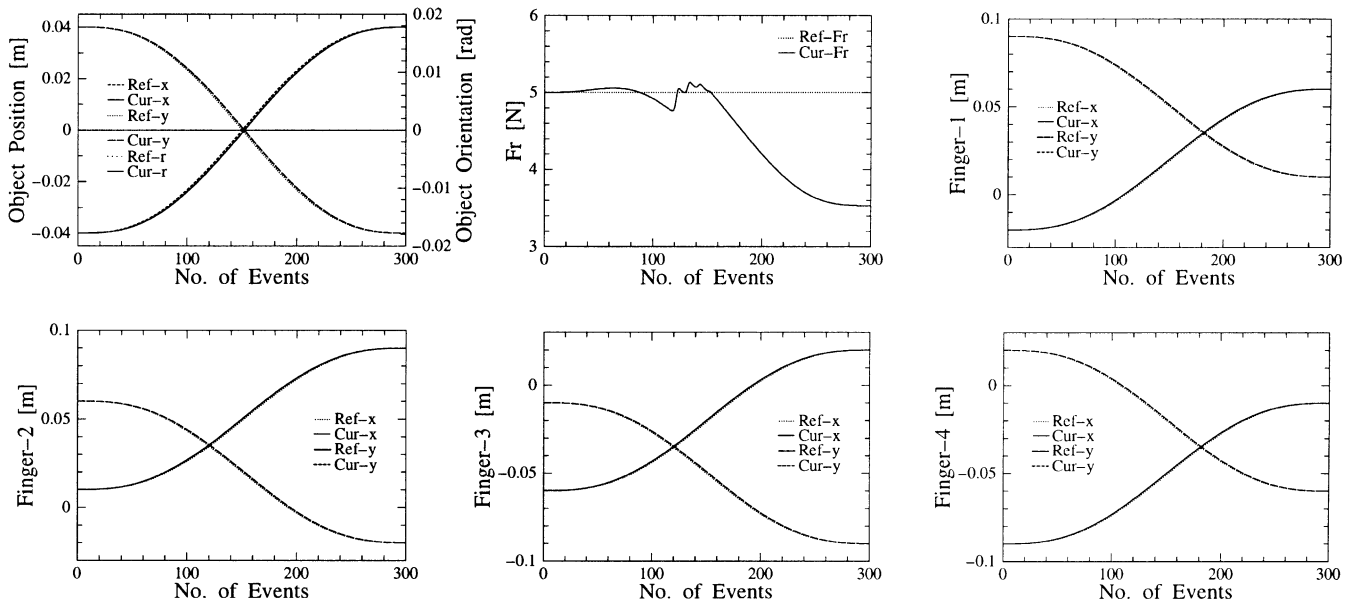 Object Position [m]
0.04
0.02
0
−0.02
−0.04
Ref−x
Cur−x
Ref−y
Cur−y
Ref−r
Cur−r
0.02
0.01
0
−0.01
−0.02
Object Orientation [rad]
0 100 200 300
No. of Events
Fr [N]
6
5
4
3
Ref−Fr
Cur−Fr
0 100 200 300
No. of Events
Finger−1 [m]
0.1
0.05
0
Ref−x
Cur−x
Ref−y
Cur−y
0 100 200 300
No. of Events
Finger−2 [m]
0.1
0.05
0
Ref−x
Cur−x
Ref−y
Cur−y
0 100 200 300
No. of Events
Finger−3 [m]
0
−0.05
−0.1
Ref−x
Cur−x
Ref−y
Cur−y
0 100 200 300
No. of Events
Finger−4 [m]
0
−0.05
−0.1
Ref−x
Cur−x
Ref−y
Cur−y
0 100 200 300
No. of Events